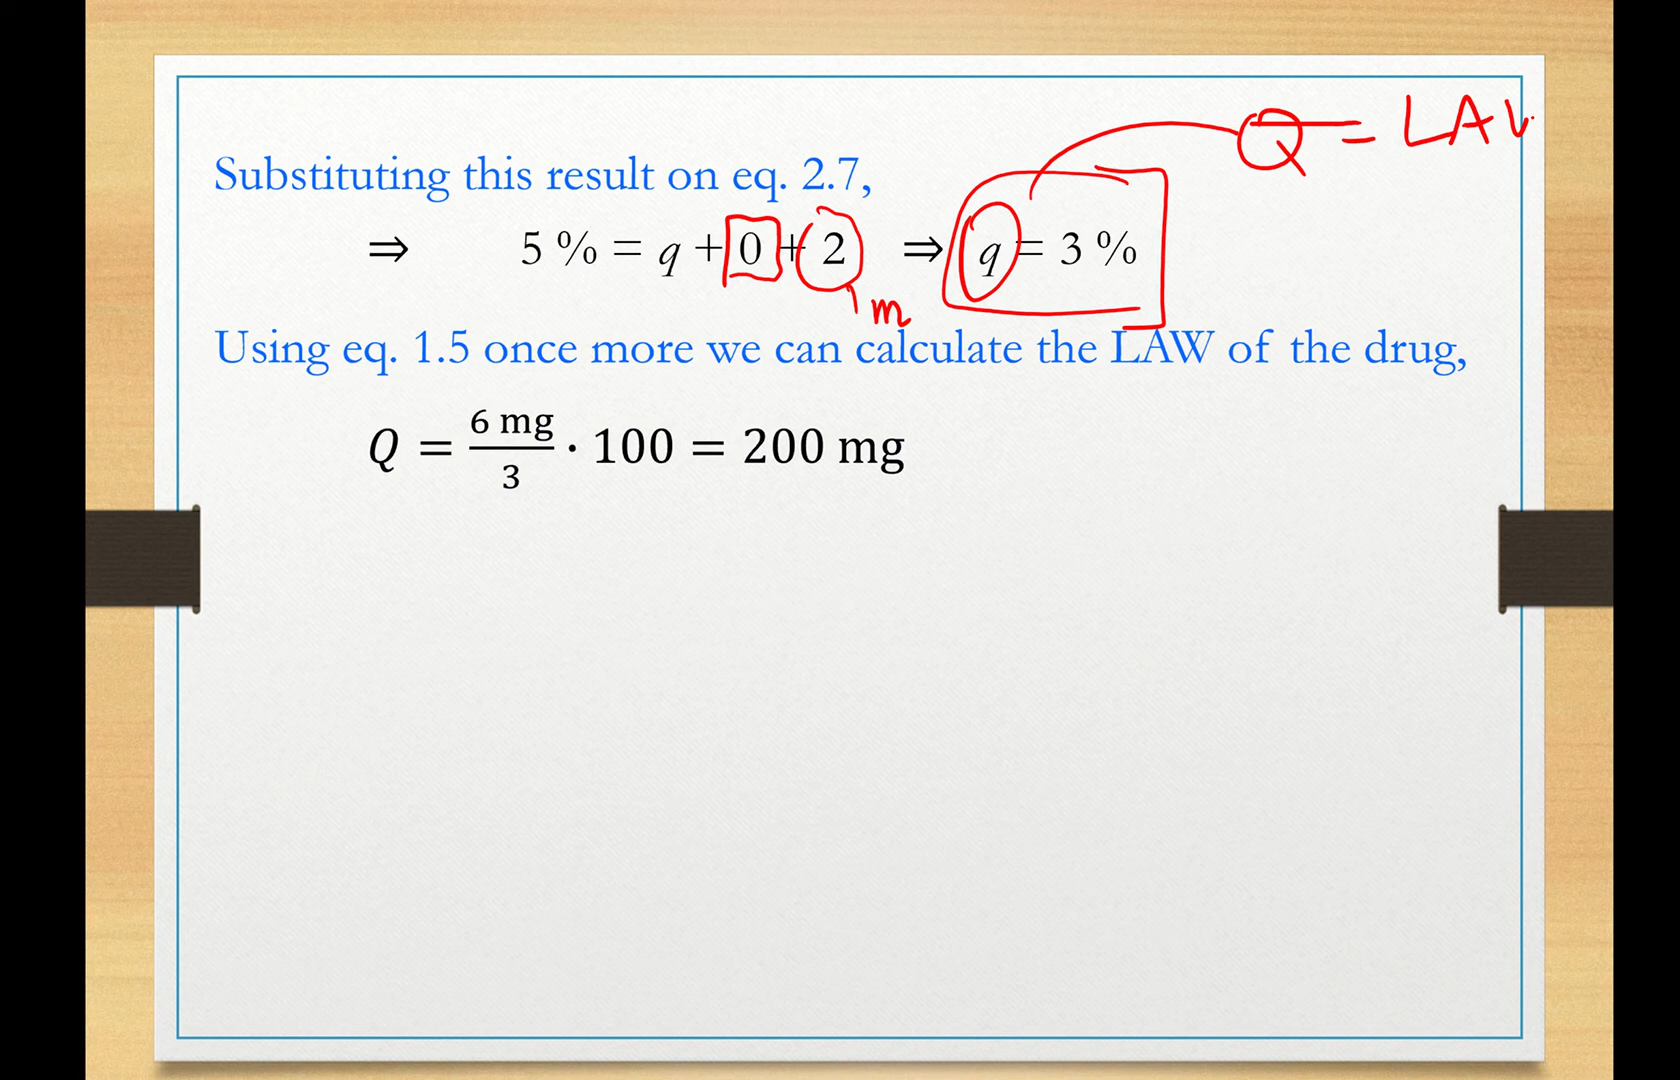 Q = LAW
Substituting this result on eq. 2.7,
⇒ 5 % = q + 0 + 2 ⇒ q = 3 %
m
Using eq. 1.5 once more we can calculate the LAW of the drug,
Q = 6 mg / 3 · 100 = 200 mg